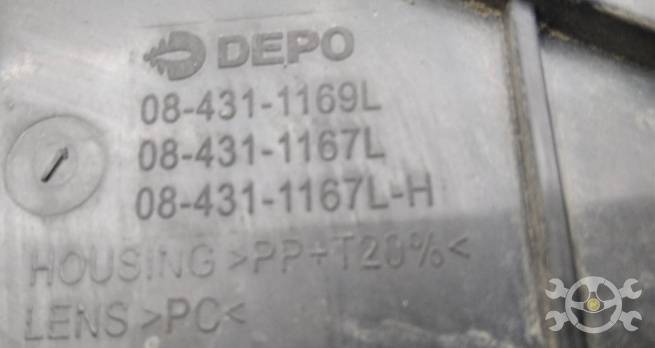 DEPO
08-431-1169L
08-431-1167L
08-431-1167L-H
HOUSING >PP+T20%<
LENS >PC<